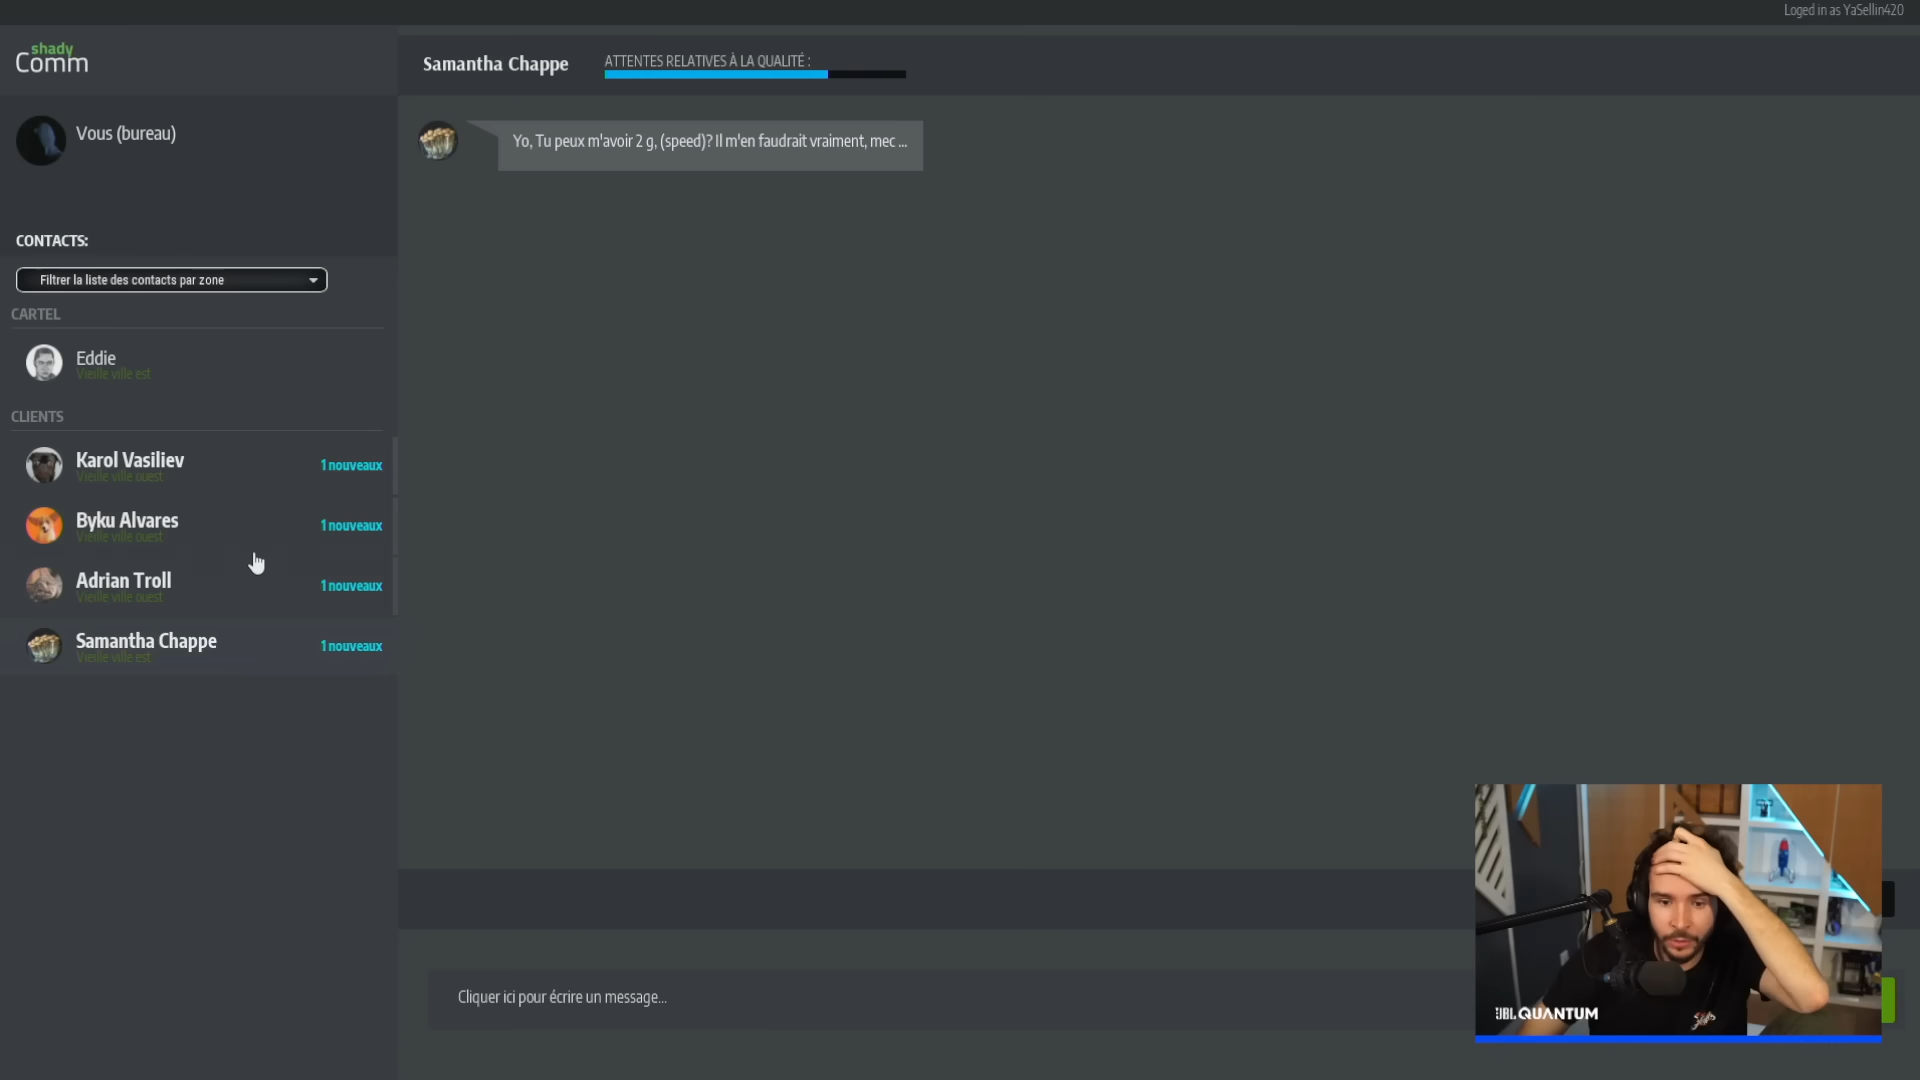 Loged in as YaSellin420
shady
Comm
Vous (bureau)
CONTACTS:
Filtrer la liste des contacts par zone
CARTEL
Eddie
Vieille ville est
CLIENTS
Karol Vasiliev
Vieille ville ouest
1 nouveaux
Byku Alvares
Vieille ville ouest
1 nouveaux
Adrian Troll
Vieille ville ouest
1 nouveaux
Samantha Chappe
Vieille ville est
1 nouveaux
Samantha Chappe
ATTENTES RELATIVES À LA QUALITÉ :
Yo, Tu peux m'avoir 2 g, (speed)? Il m'en faudrait vraiment, mec ...
Cliquer ici pour écrire un message...
JBL QUANTUM